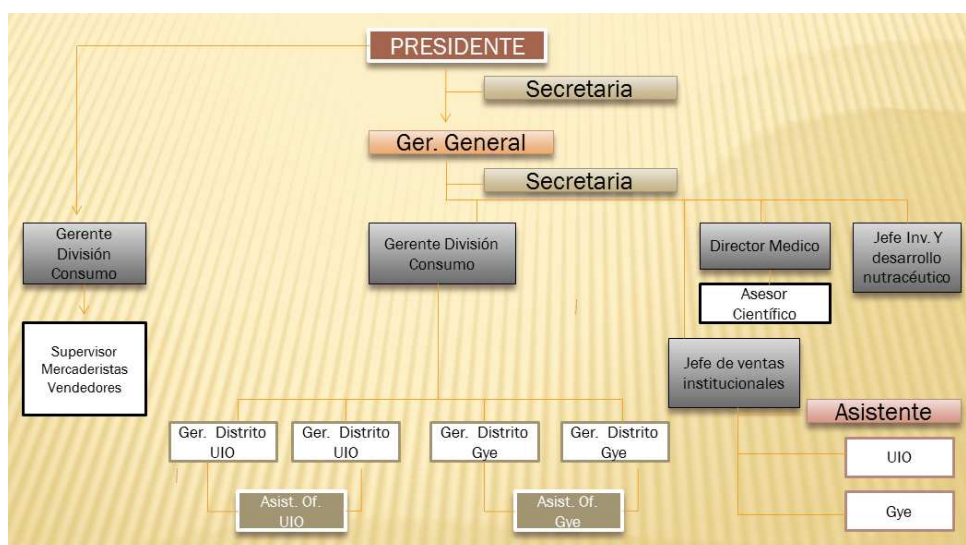 PRESIDENTE
Secretaria
Ger. General
Secretaria
Gerente
División
Consumo
Gerente División
Consumo
Director Medico
Jefe Inv. Y
desarrollo
nutracéutico
Asesor
Científico
Supervisor
Mercaderistas
Vendedores
Jefe de ventas
institucionales
Asistente
Ger. Distrito
UIO
Ger. Distrito
UIO
Ger. Distrito
Gye
Ger. Distrito
Gye
UIO
Asist. Of.
UIO
Asist. Of.
Gye
Gye